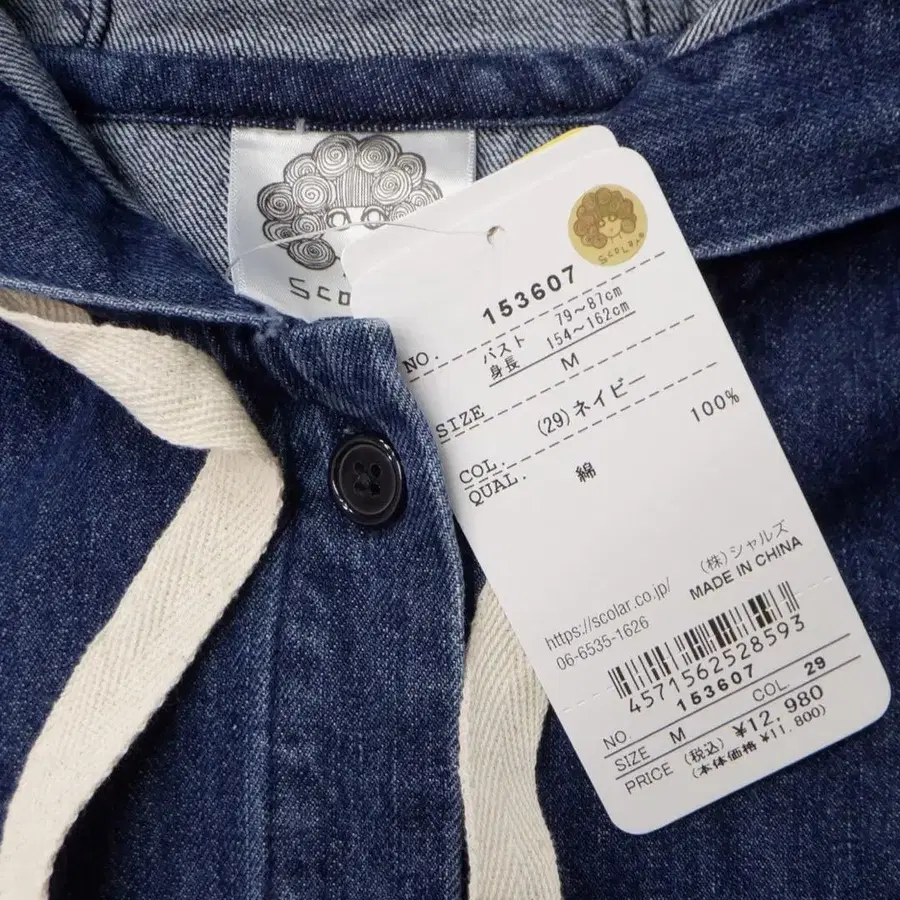 SCOL
SCOLAR
NO. 153607
バスト 79～87cm
身長 154～162cm
SIZE M
COL. (29)ネイビー
QUAL. 綿 100%
(株)シャルズ
https://scolar.co.jp/ MADE IN CHINA
06-6535-1626
4571562528593
NO. 153607 COL. 29
SIZE M
PRICE (税込) ¥12,980
(本体価格 ¥11,800)